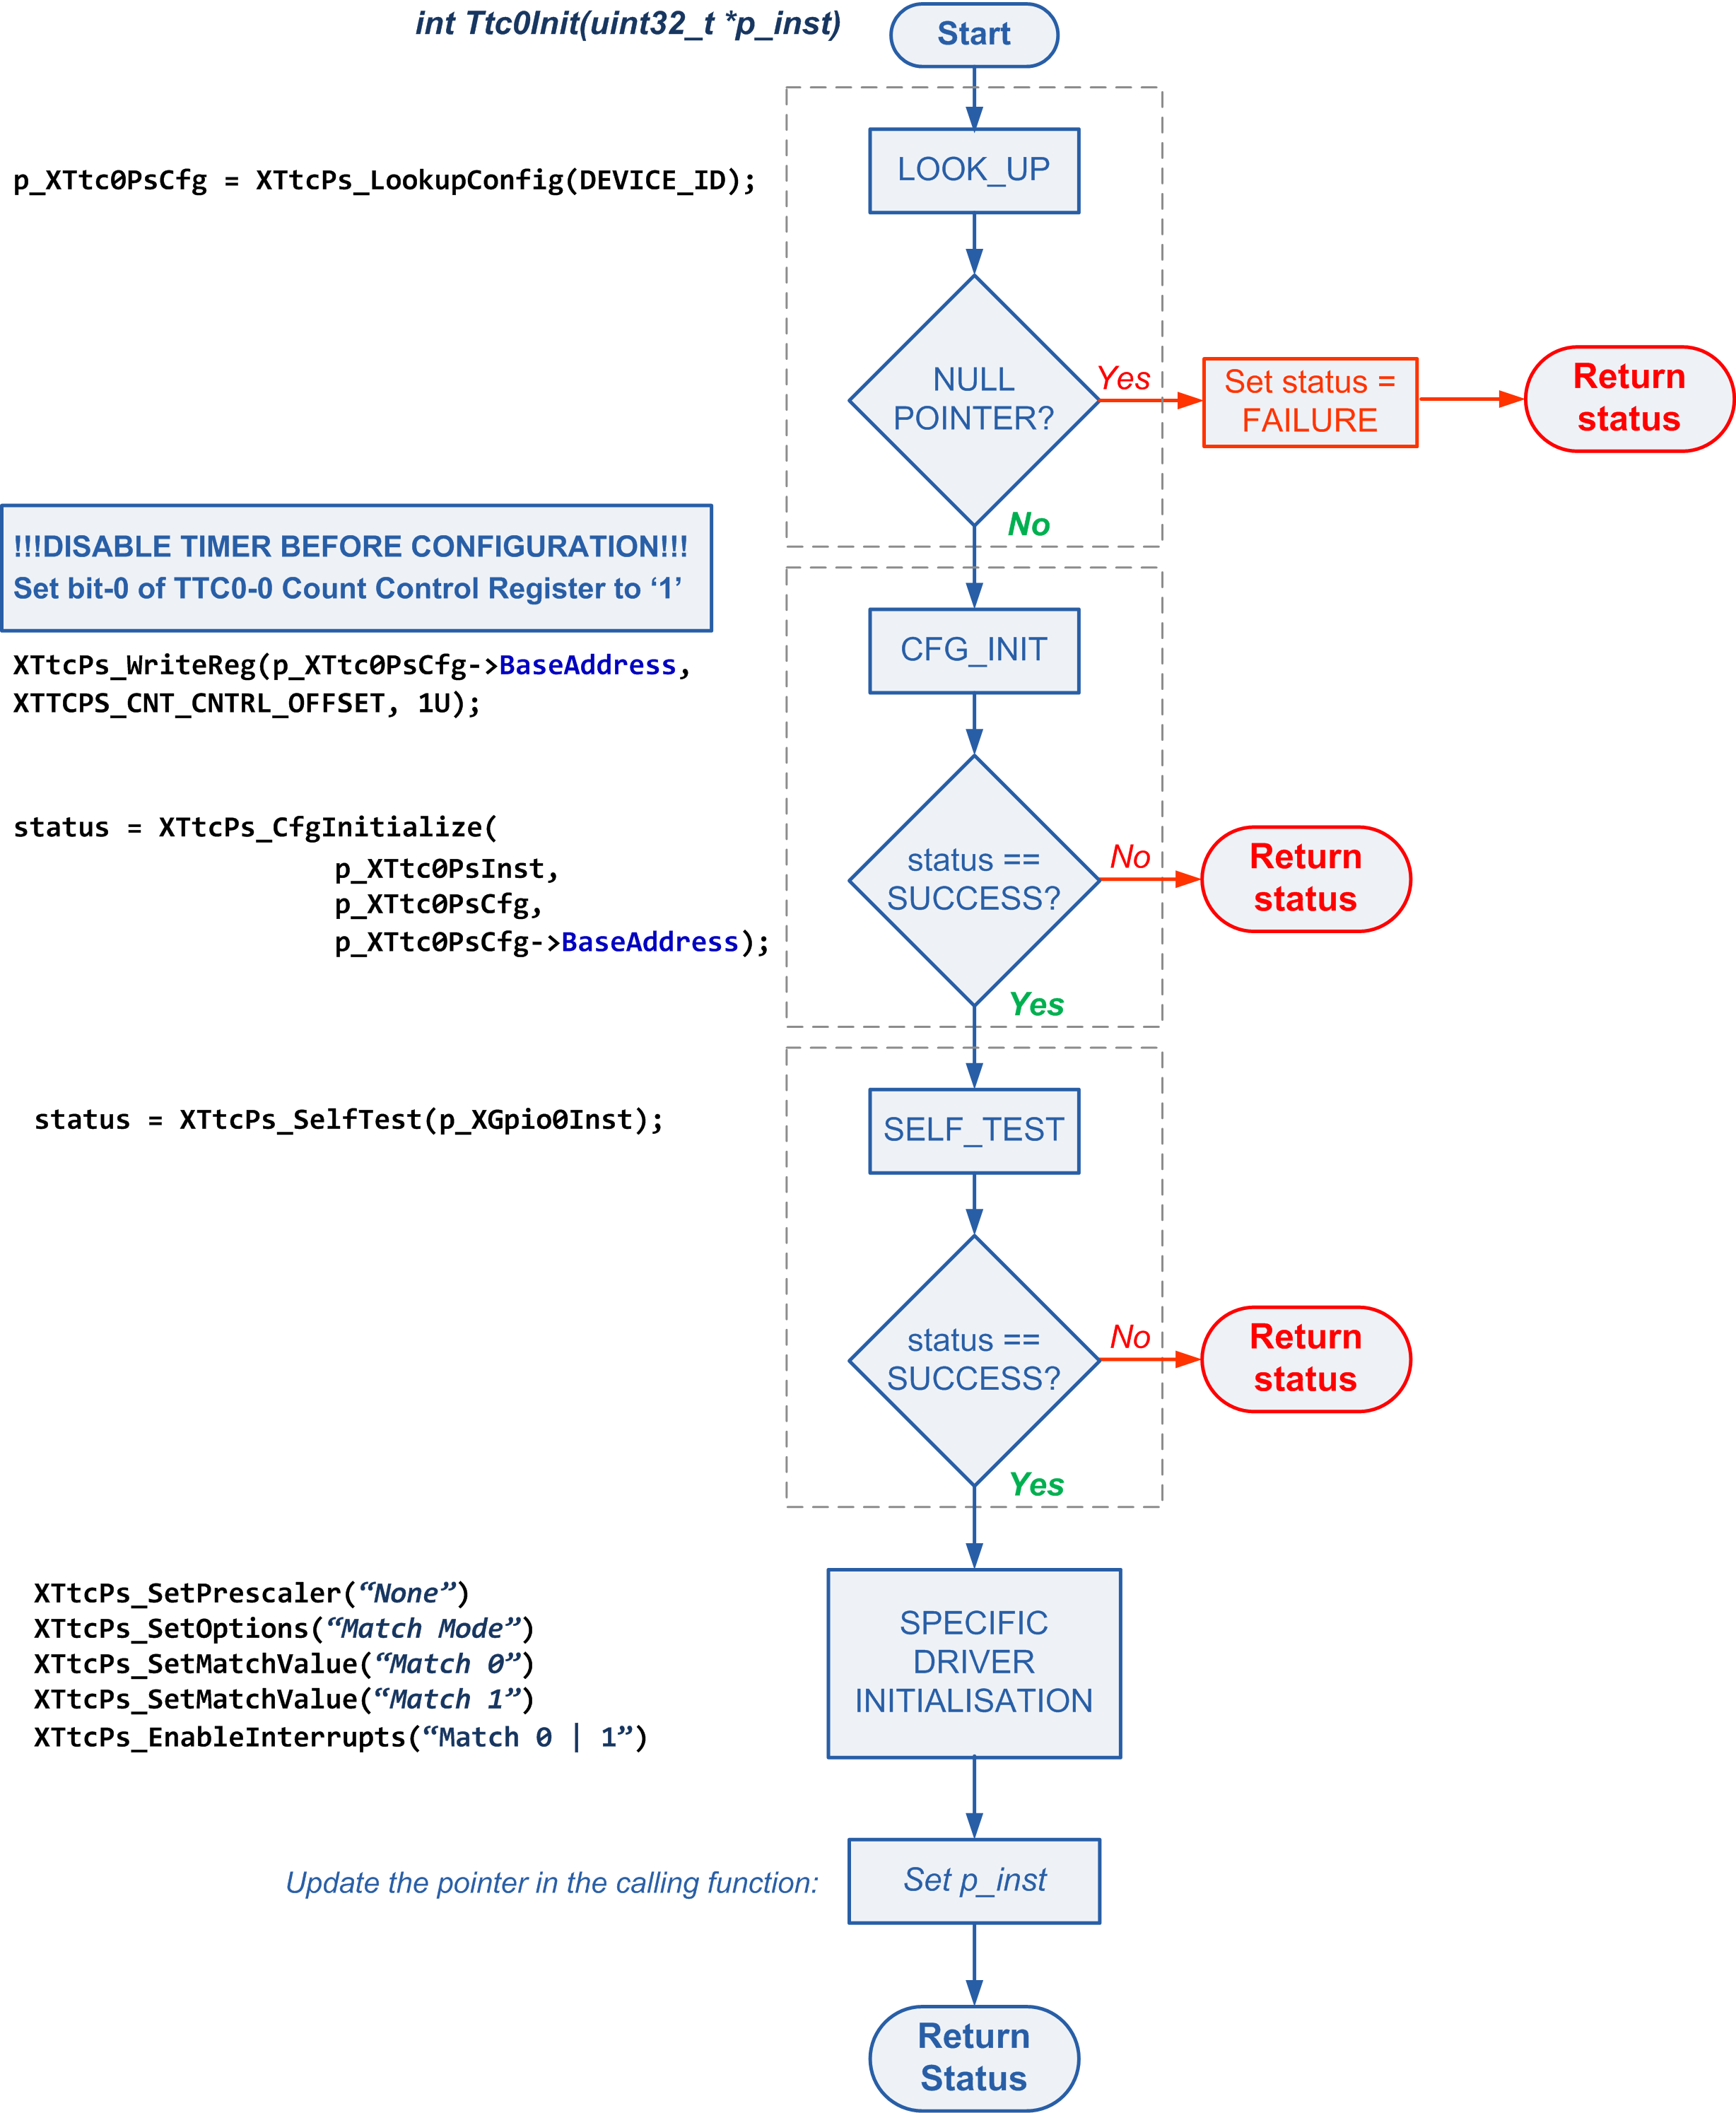 int Ttc0Init(uint32_t *p_inst)
Start
p_XTtc0PsCfg = XTtcPs_LookupConfig(DEVICE_ID);
LOOK_UP
NULL
POINTER?
Yes
Set status =
FAILURE
Return
status
No
!!!DISABLE TIMER BEFORE CONFIGURATION!!!
Set bit-0 of TTC0-0 Count Control Register to ‘1’
XTtcPs_WriteReg(p_XTtc0PsCfg->BaseAddress,
XTTCPS_CNT_CNTRL_OFFSET, 1U);
CFG_INIT
status = XTtcPs_CfgInitialize(
p_XTtc0PsInst,
p_XTtc0PsCfg,
p_XTtc0PsCfg->BaseAddress);
status ==
SUCCESS?
No
Return
status
Yes
status = XTtcPs_SelfTest(p_XGpio0Inst);
SELF_TEST
status ==
SUCCESS?
No
Return
status
Yes
XTtcPs_SetPrescaler(“None”)
XTtcPs_SetOptions(“Match Mode”)
XTtcPs_SetMatchValue(“Match 0”)
XTtcPs_SetMatchValue(“Match 1”)
XTtcPs_EnableInterrupts(“Match 0 | 1”)
SPECIFIC
DRIVER
INITIALISATION
Update the pointer in the calling function:
Set p_inst
Return
Status